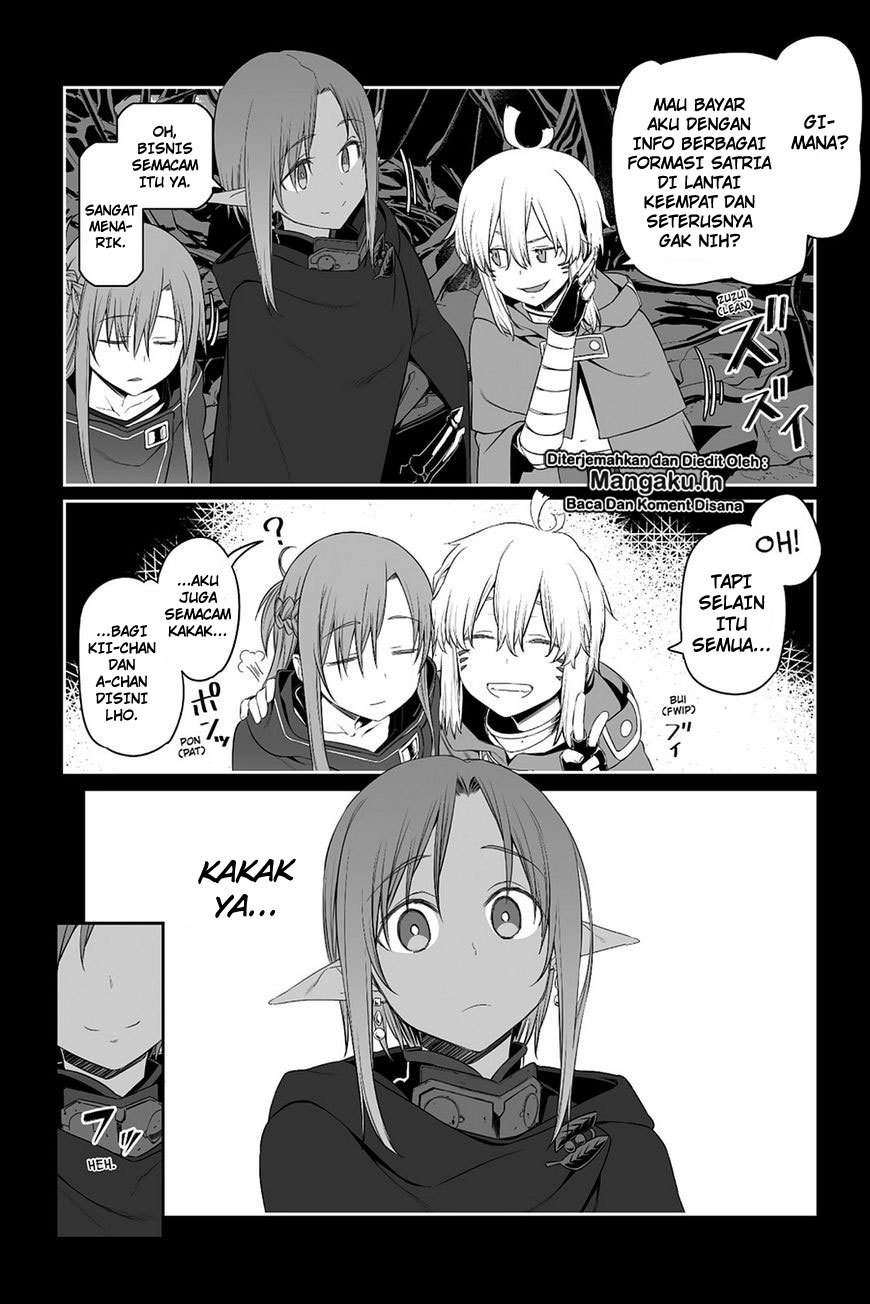 GI-
MANA?
MAU BAYAR
AKU DENGAN
INFO BERBAGAI
FORMASI SATRIA
DI LANTAI
KEEMPAT DAN
SETERUSNYA
GAK NIH?
ZUZUI
(LEAN)
ズズイ
OH,
BISNIS
SEMACAM
ITU YA.
SANGAT
MENA-
RIK.
Diterjemahkan dan Diedit Oleh :
Mangaku.in
Baca Dan Koment Disana
OH!
TAPI
SELAIN
ITU
SEMUA...
BUI
(FWIP)
ブイ
?
...AKU
JUGA
SEMACAM
KAKAK...
...BAGI
KII-CHAN
DAN
A-CHAN
DISINI
LHO.
PON
(PAT)
ポンッ
KAKAK
YA...
フッ
HEH.